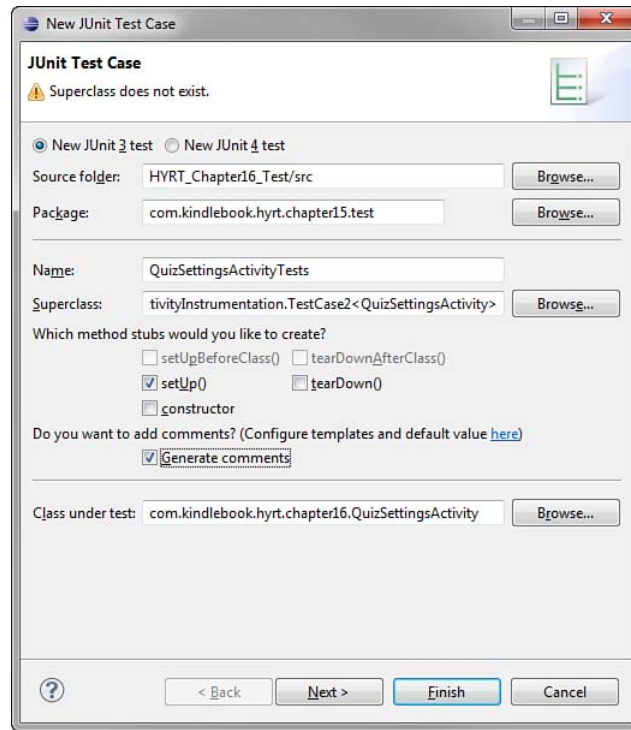 New JUnit Test Case
JUnit Test Case
Superclass does not exist.
New JUnit 3 test New JUnit 4 test
Source folder: HYRT_Chapter16_Test/src Browse...
Package: com.kindlebook.hyrt.chapter15.test Browse...
Name: QuizSettingsActivityTests
Superclass: tivityInstrumentation.TestCase2<QuizSettingsActivity> Browse...
Which method stubs would you like to create?
setUpBeforeClass() tearDownAfterClass()
setUp() tearDown()
constructor
Do you want to add comments? (Configure templates and default value here)
Generate comments
Class under test: com.kindlebook.hyrt.chapter16.QuizSettingsActivity Browse...
? < Back Next > Finish Cancel